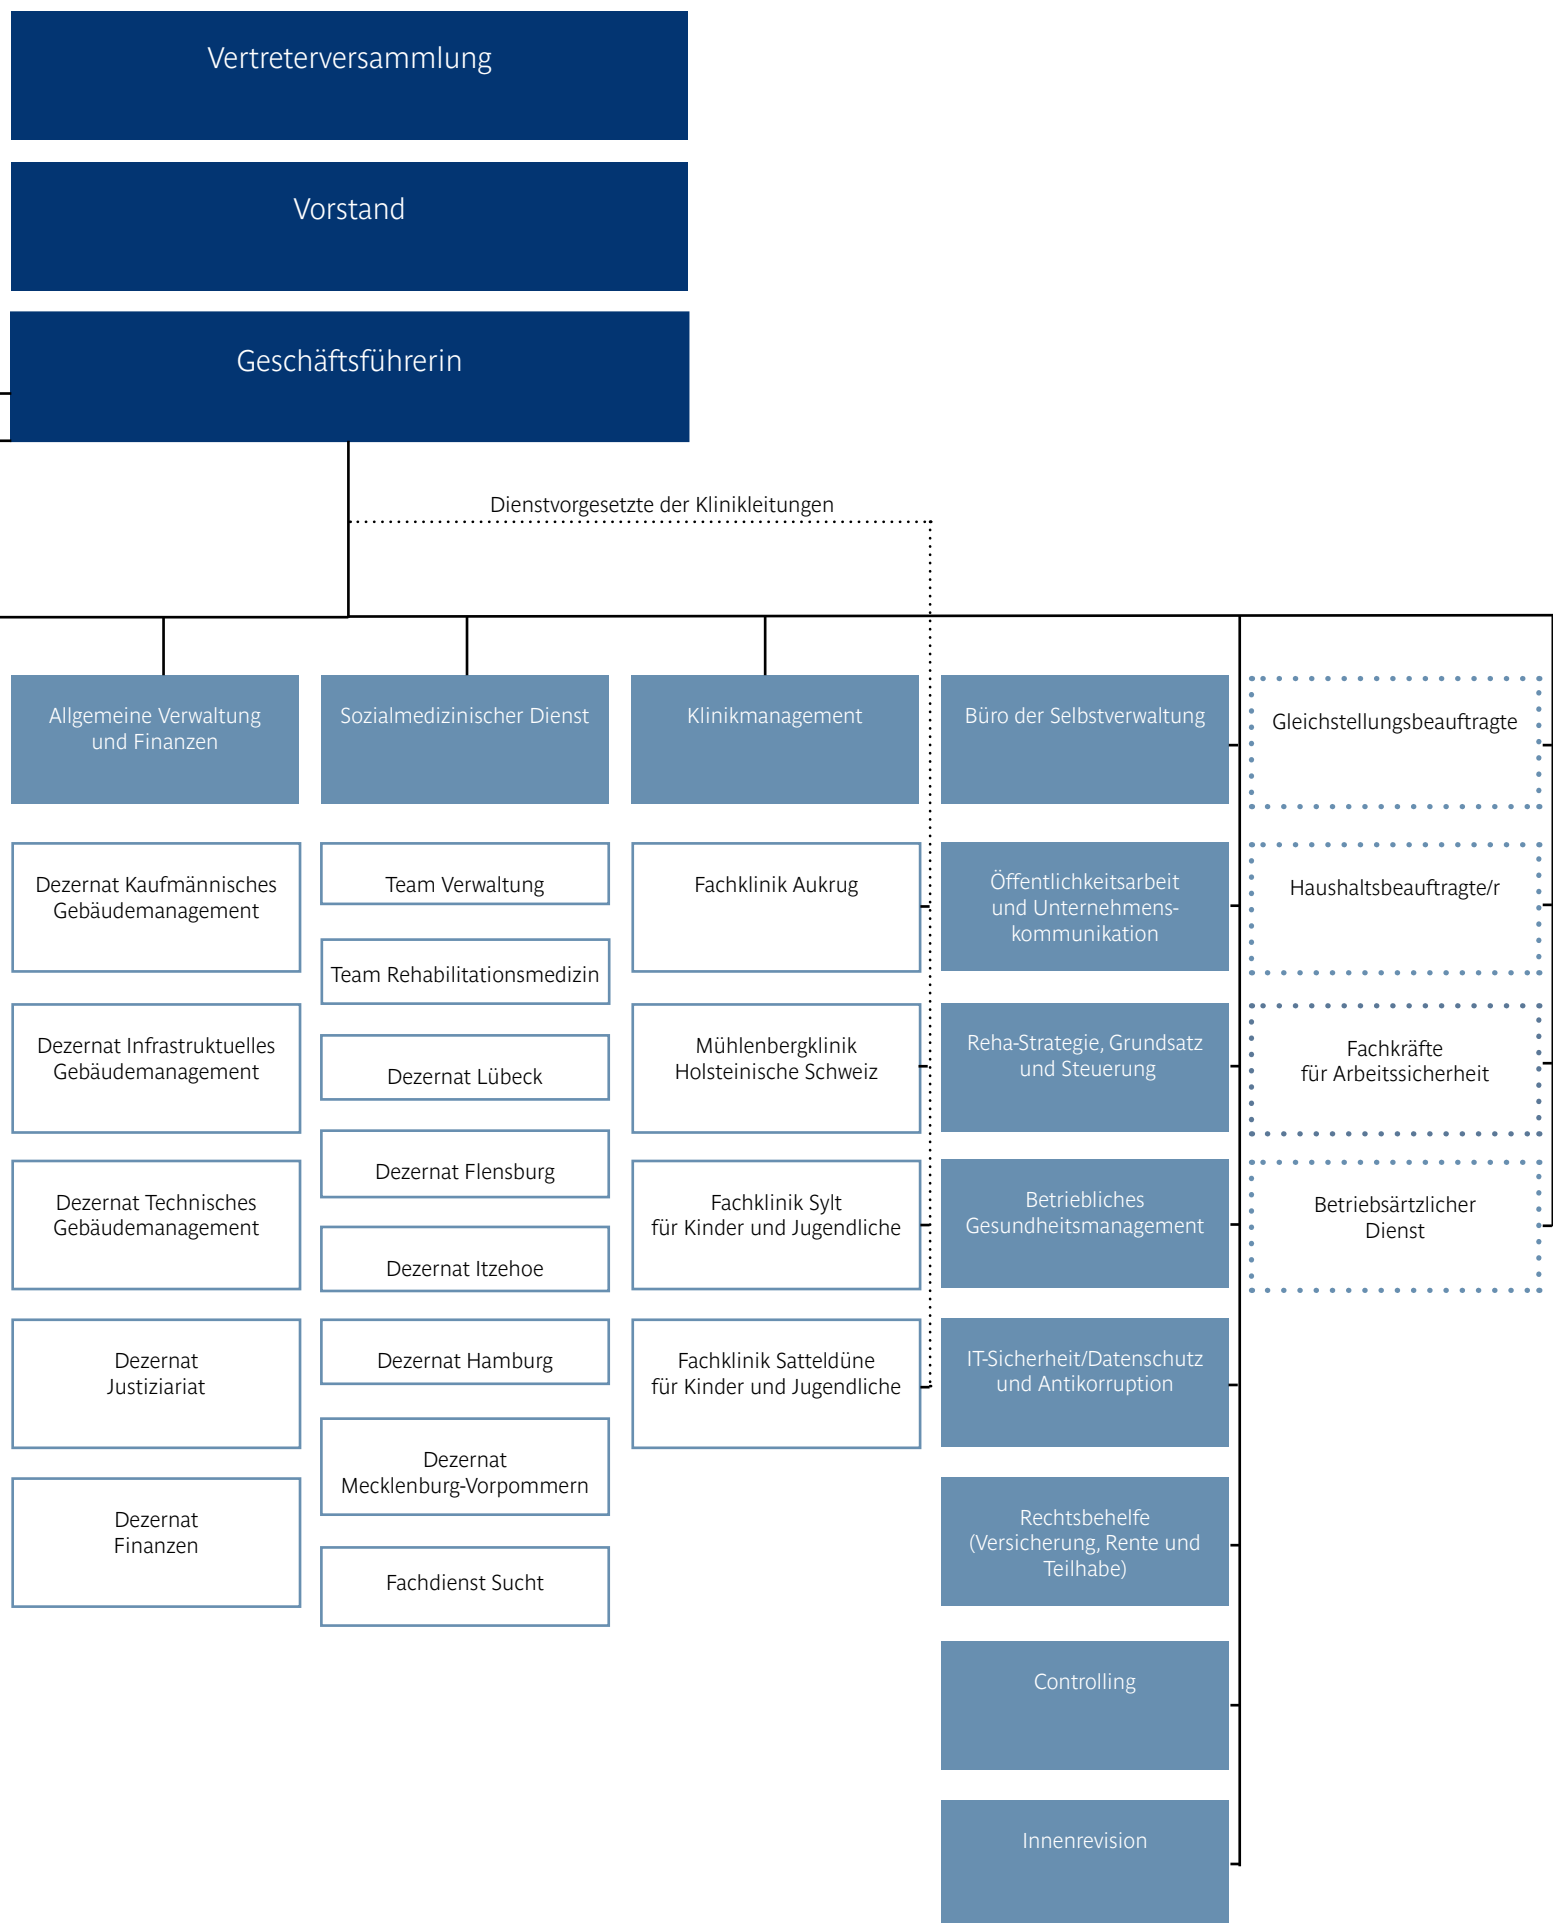 Vertreterversammlung
Vorstand
Geschäftsführerin
Dienstvorgesetzte der Klinikleitungen
Allgemeine Verwaltung
und Finanzen
Dezernat Kaufmännisches
Gebäudemanagement
Dezernat Infrastruktuelles
Gebäudemanagement
Dezernat Technisches
Gebäudemanagement
Dezernat
Justiziariat
Dezernat
Finanzen
Sozialmedizinischer Dienst
Team Verwaltung
Team Rehabilitationsmedizin
Dezernat Lübeck
Dezernat Flensburg
Dezernat Itzehoe
Dezernat Hamburg
Dezernat
Mecklenburg-Vorpommern
Fachdienst Sucht
Klinikmanagement
Fachklinik Aukrug
Mühlenbergklinik
Holsteinische Schweiz
Fachklinik Sylt
für Kinder und Jugendliche
Fachklinik Satteldüne
für Kinder und Jugendliche
Büro der Selbstverwaltung
Öffentlichkeitsarbeit
und Unternehmens-
kommunikation
Reha-Strategie, Grundsatz
und Steuerung
Betriebliches
Gesundheitsmanagement
IT-Sicherheit/Datenschutz
und Antikorruption
Rechtsbehelfe
(Versicherung, Rente und
Teilhabe)
Controlling
Innenrevision
Gleichstellungsbeauftragte
Haushaltsbeauftragte/r
Fachkräfte
für Arbeitssicherheit
Betriebsärtzlicher
Dienst